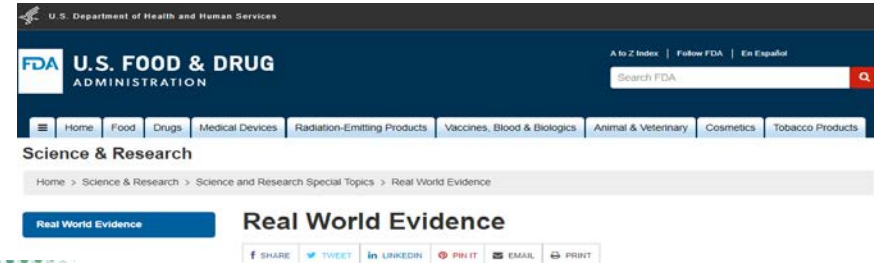 U.S. Department of Health and Human Services
A to Z Index | Follow FDA | En Español
FDA U.S. FOOD & DRUG
ADMINISTRATION
Search FDA
Home Food Drugs Medical Devices Radiation-Emitting Products Vaccines, Blood & Biologics Animal & Veterinary Cosmetics Tobacco Products
Science & Research
Home > Science & Research > Science and Research Special Topics > Real World Evidence
Real World Evidence
Real World Evidence
SHARE TWEET LINKEDIN PIN IT EMAIL PRINT